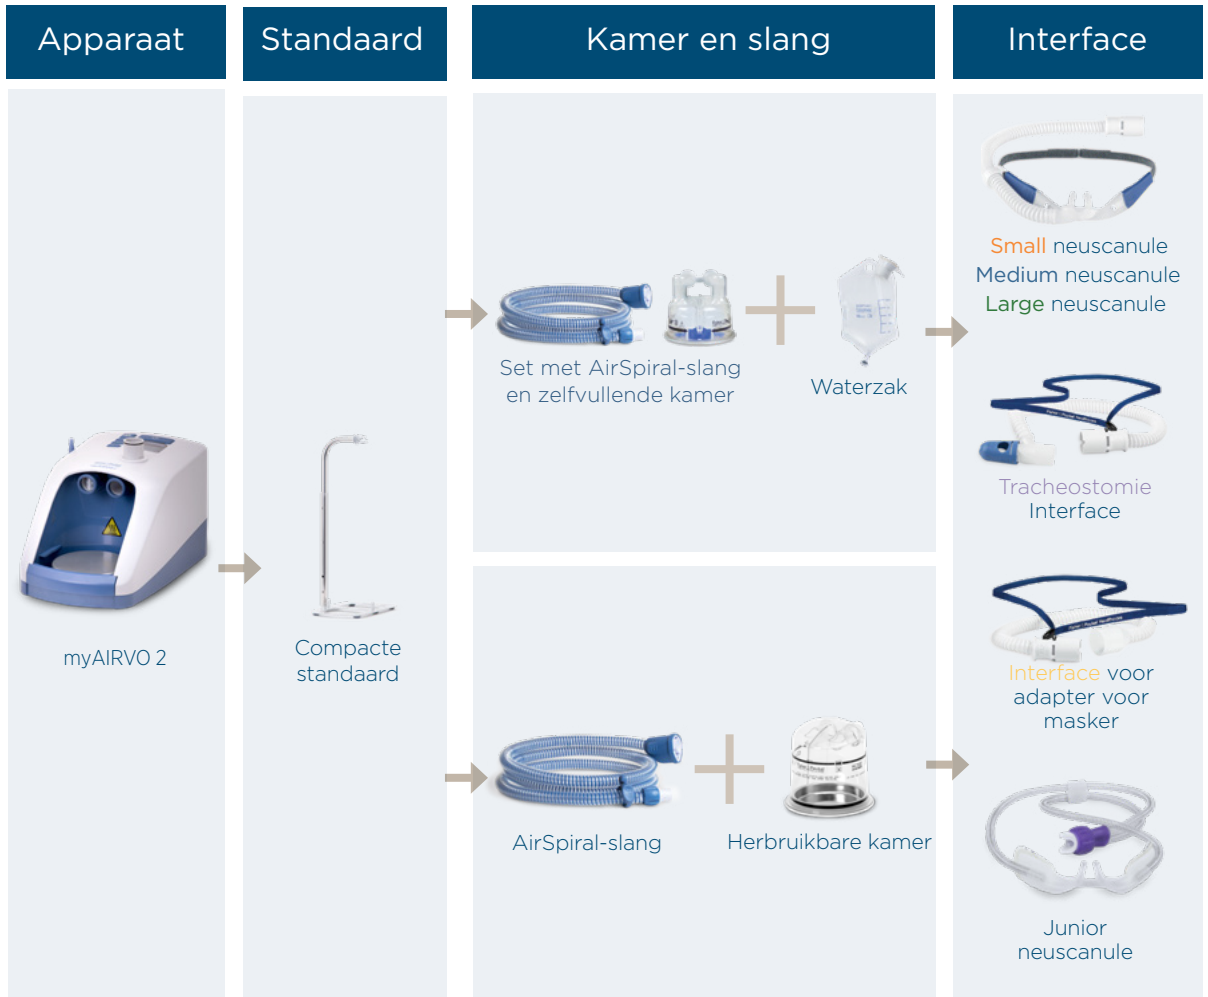 Apparaat
Standaard
Kamer en slang
Interface
myAIRVO 2
Compacte
standaard
Set met AirSpiral-slang
en zelfvullende kamer
Waterzak
AirSpiral-slang
Herbruikbare kamer
Small neuscanule
Medium neuscanule
Large neuscanule
Tracheostomie
Interface
Interface voor
adapter voor
masker
Junior
neuscanule